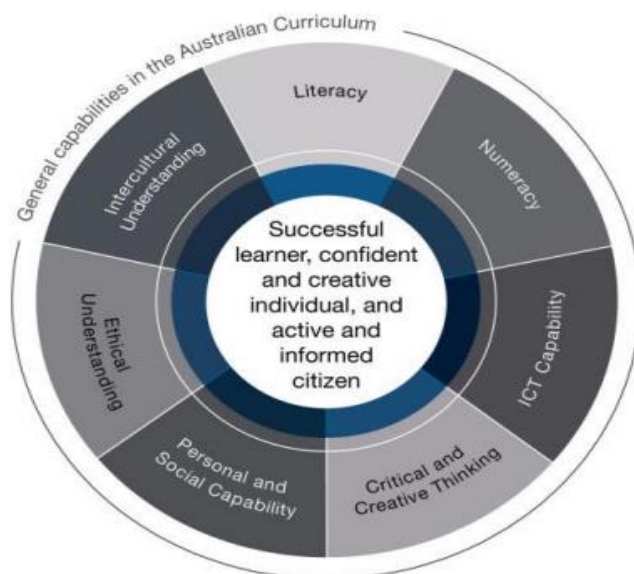 General capabilities in the Australian Curriculum
Literacy
Numeracy
ICT Capability
Critical and
Creative Thinking
Personal and
Social Capability
Ethical
Understanding
Intercultural
Understanding
Successful
learner, confident
and creative
individual, and
active and
informed
citizen